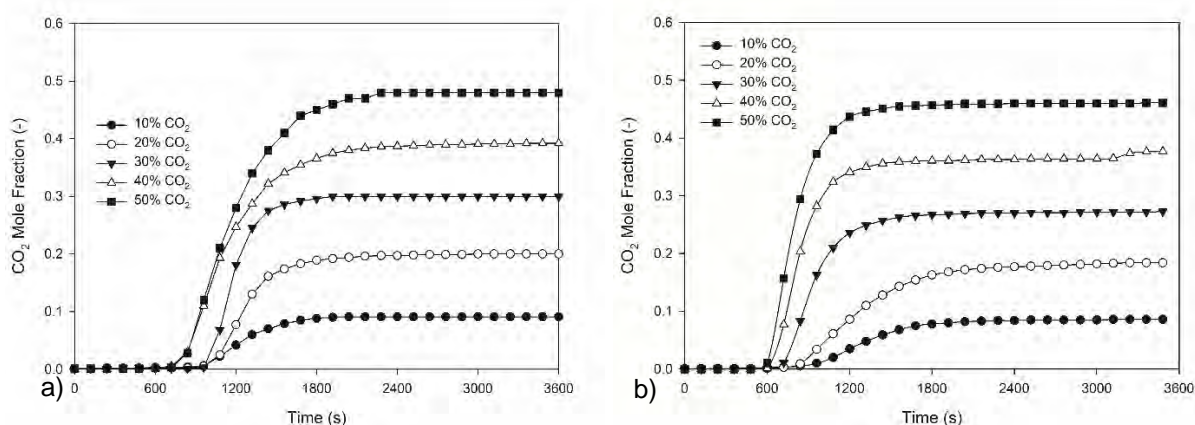 0.6
0.5
0.4
0.3
0.2
0.1
0.0
CO2 Mole Fraction (-)
10% CO2
20% CO2
30% CO2
40% CO2
50% CO2
a)
0 600 1200 1800 2400 3000 3600
Time (s)
0.6
0.5
0.4
0.3
0.2
0.1
0.0
CO2 Mole Fraction (-)
10% CO2
20% CO2
30% CO2
40% CO2
50% CO2
b)
0 600 1200 1800 2400 3000 3600
Time (s)